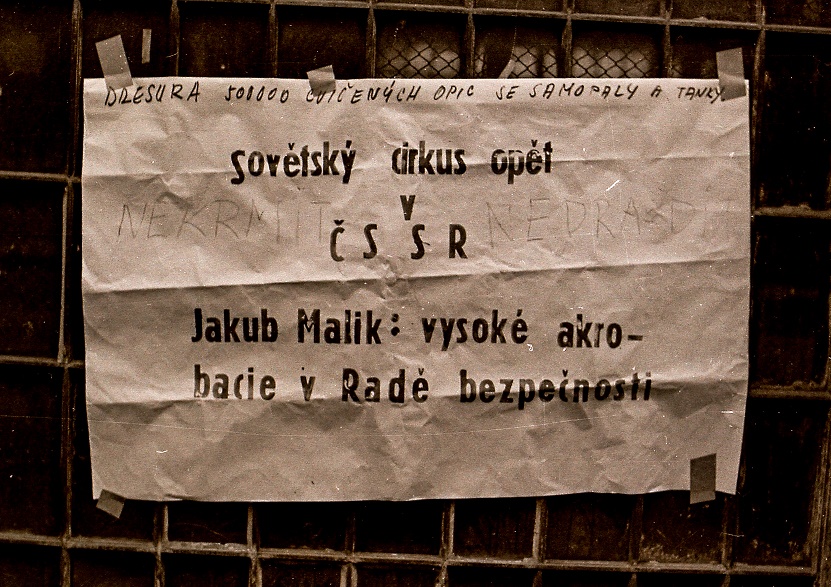 DRESURA 500000 CVIČENÝCH OPIC SE SAMOPALY A TANKY
Sovětský cirkus opět
v
NEKRMIT NEDRAŽDIT
ČSSR
Jakub Malik: vysoké akro-
bacie v Radě bezpečnosti